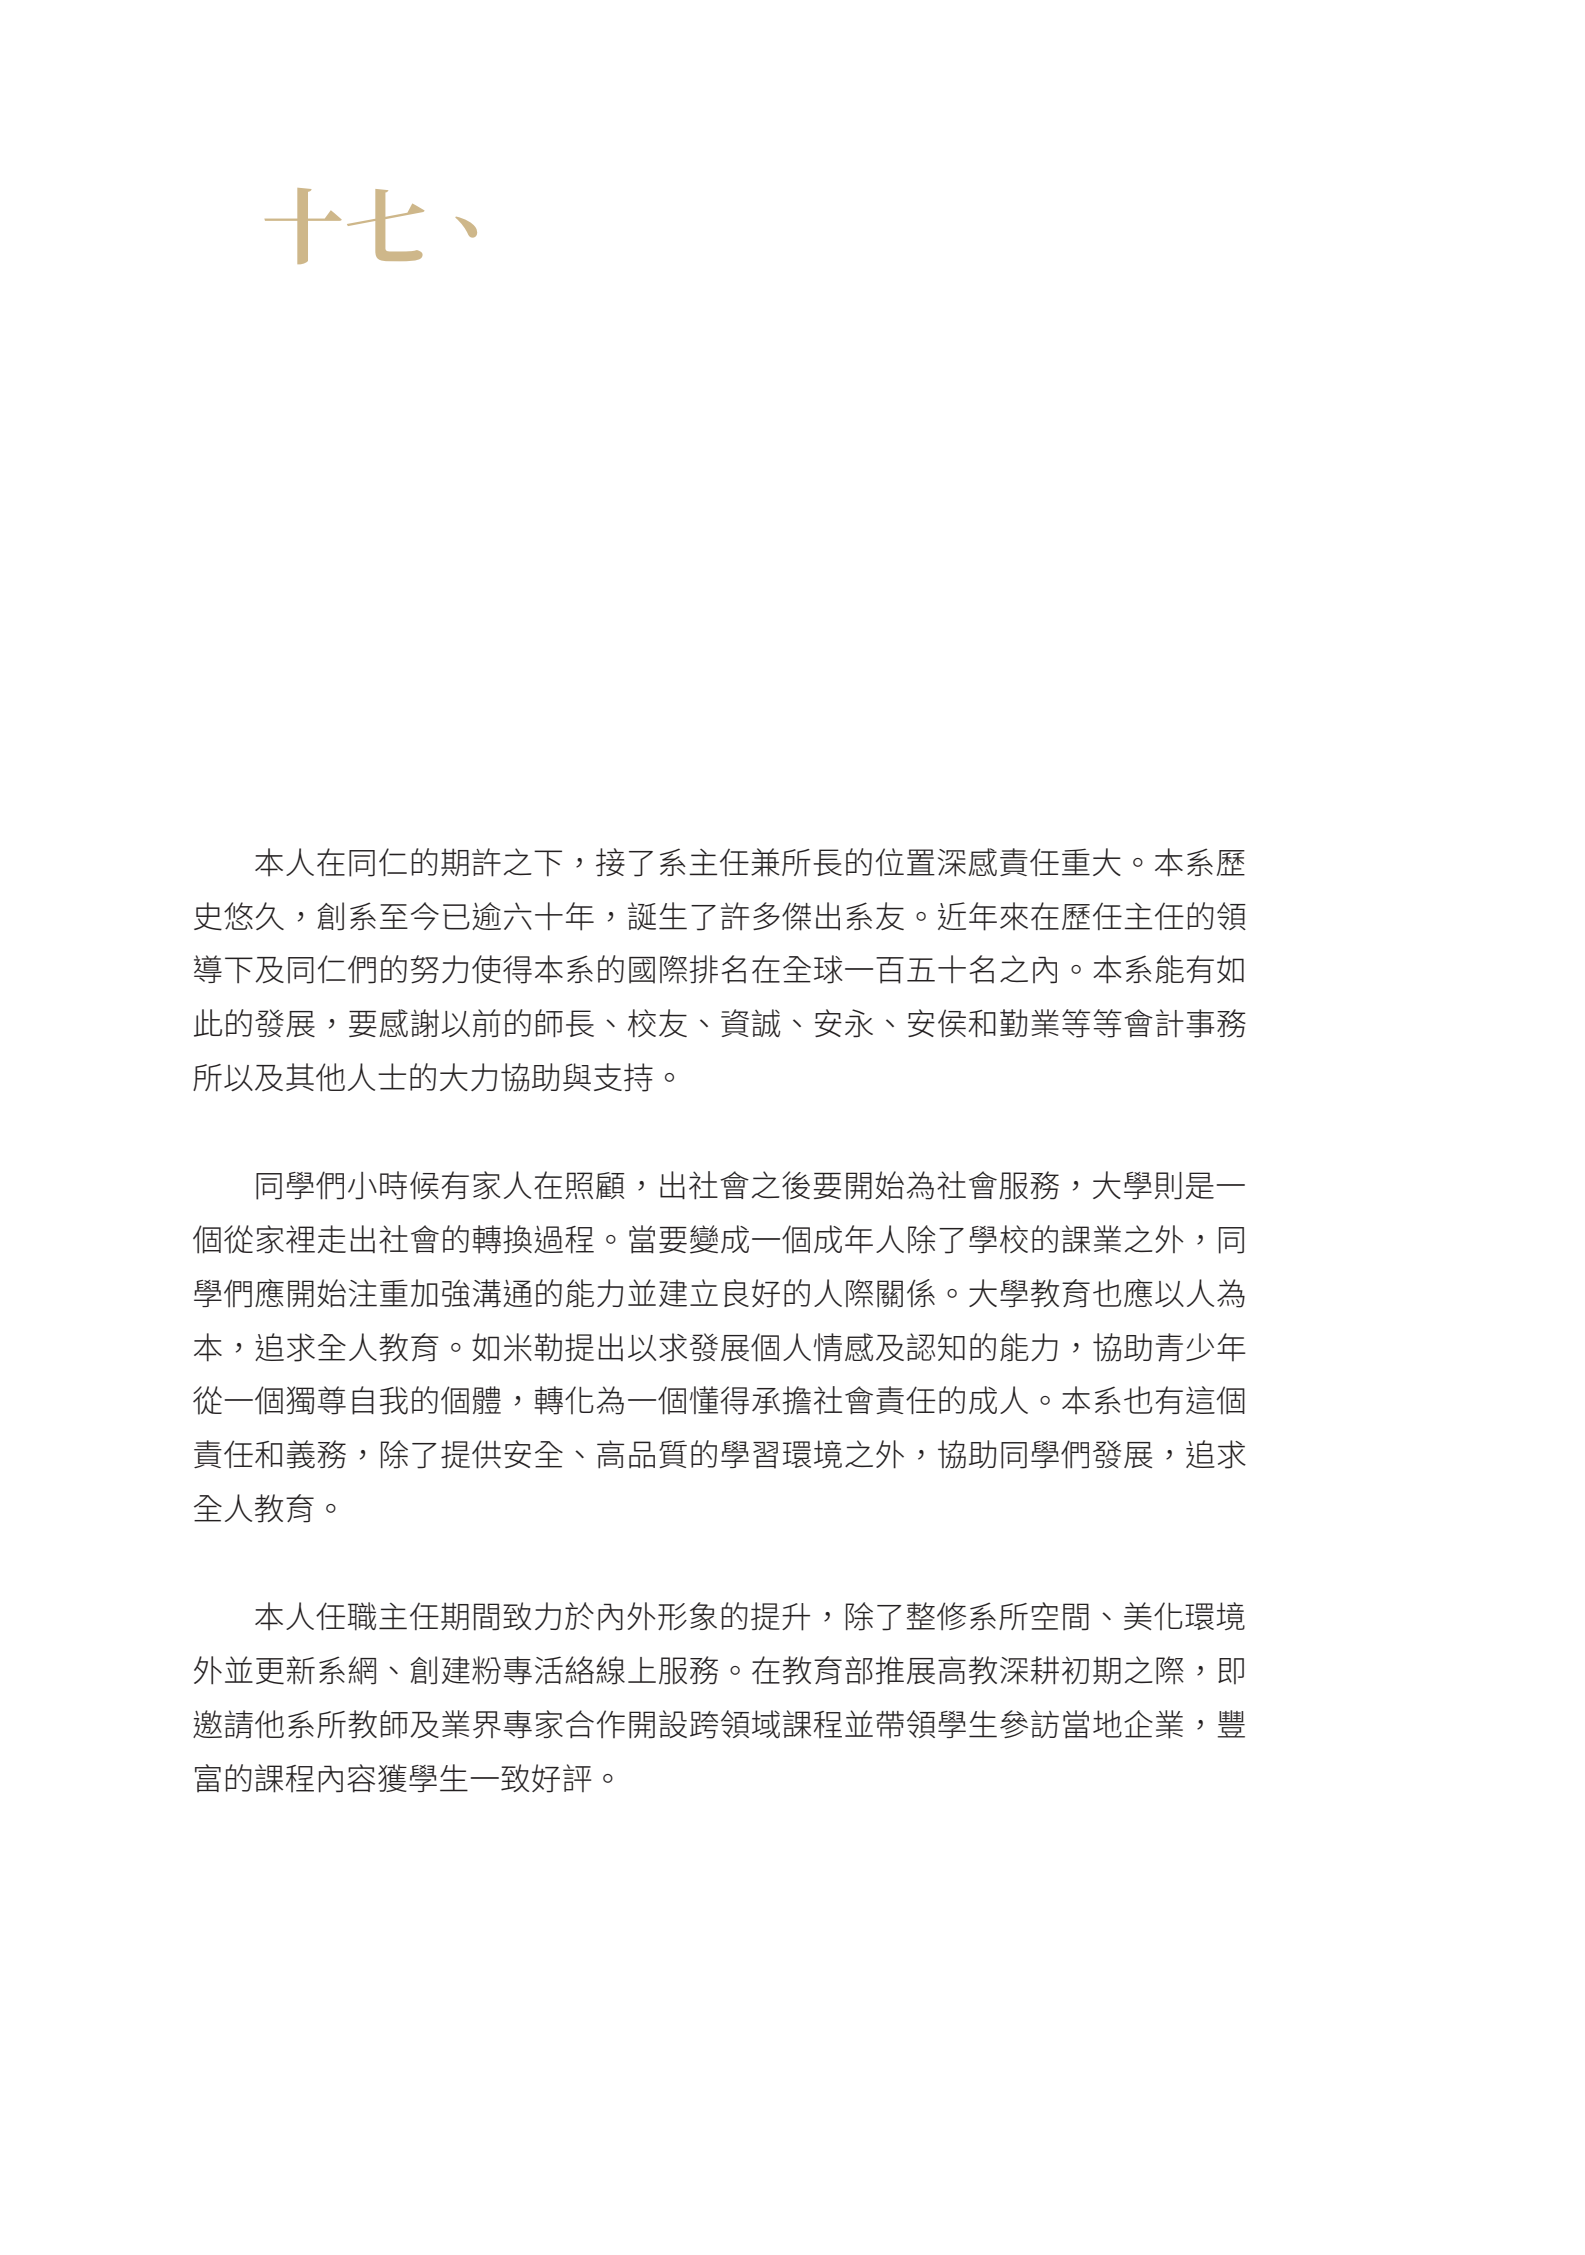 十七、
本人在同仁的期許之下，接了系主任兼所長的位置深感責任重大。本系歷
史悠久，創系至今已逾六十年，誕生了許多傑出系友。近年來在歷任主任的領
導下及同仁們的努力使得本系的國際排名在全球一百五十名之內。本系能有如
此的發展，要感謝以前的師長、校友、資誠、安永、安侯和勤業等等會計事務
所以及其他人士的大力協助與支持。
同學們小時候有家人在照顧，出社會之後要開始為社會服務，大學則是一
個從家裡走出社會的轉換過程。當要變成一個成年人除了學校的課業之外，同
學們應開始注重加強溝通的能力並建立良好的人際關係。大學教育也應以人為
本，追求全人教育。如米勒提出以求發展個人情感及認知的能力，協助青少年
從一個獨尊自我的個體，轉化為一個懂得承擔社會責任的成人。本系也有這個
責任和義務，除了提供安全、高品質的學習環境之外，協助同學們發展，追求
全人教育。
本人任職主任期間致力於內外形象的提升，除了整修系所空間、美化環境
外並更新系網、創建粉專活絡線上服務。在教育部推展高教深耕初期之際，即
邀請他系所教師及業界專家合作開設跨領域課程並帶領學生參訪當地企業，豐
富的課程內容獲學生一致好評。